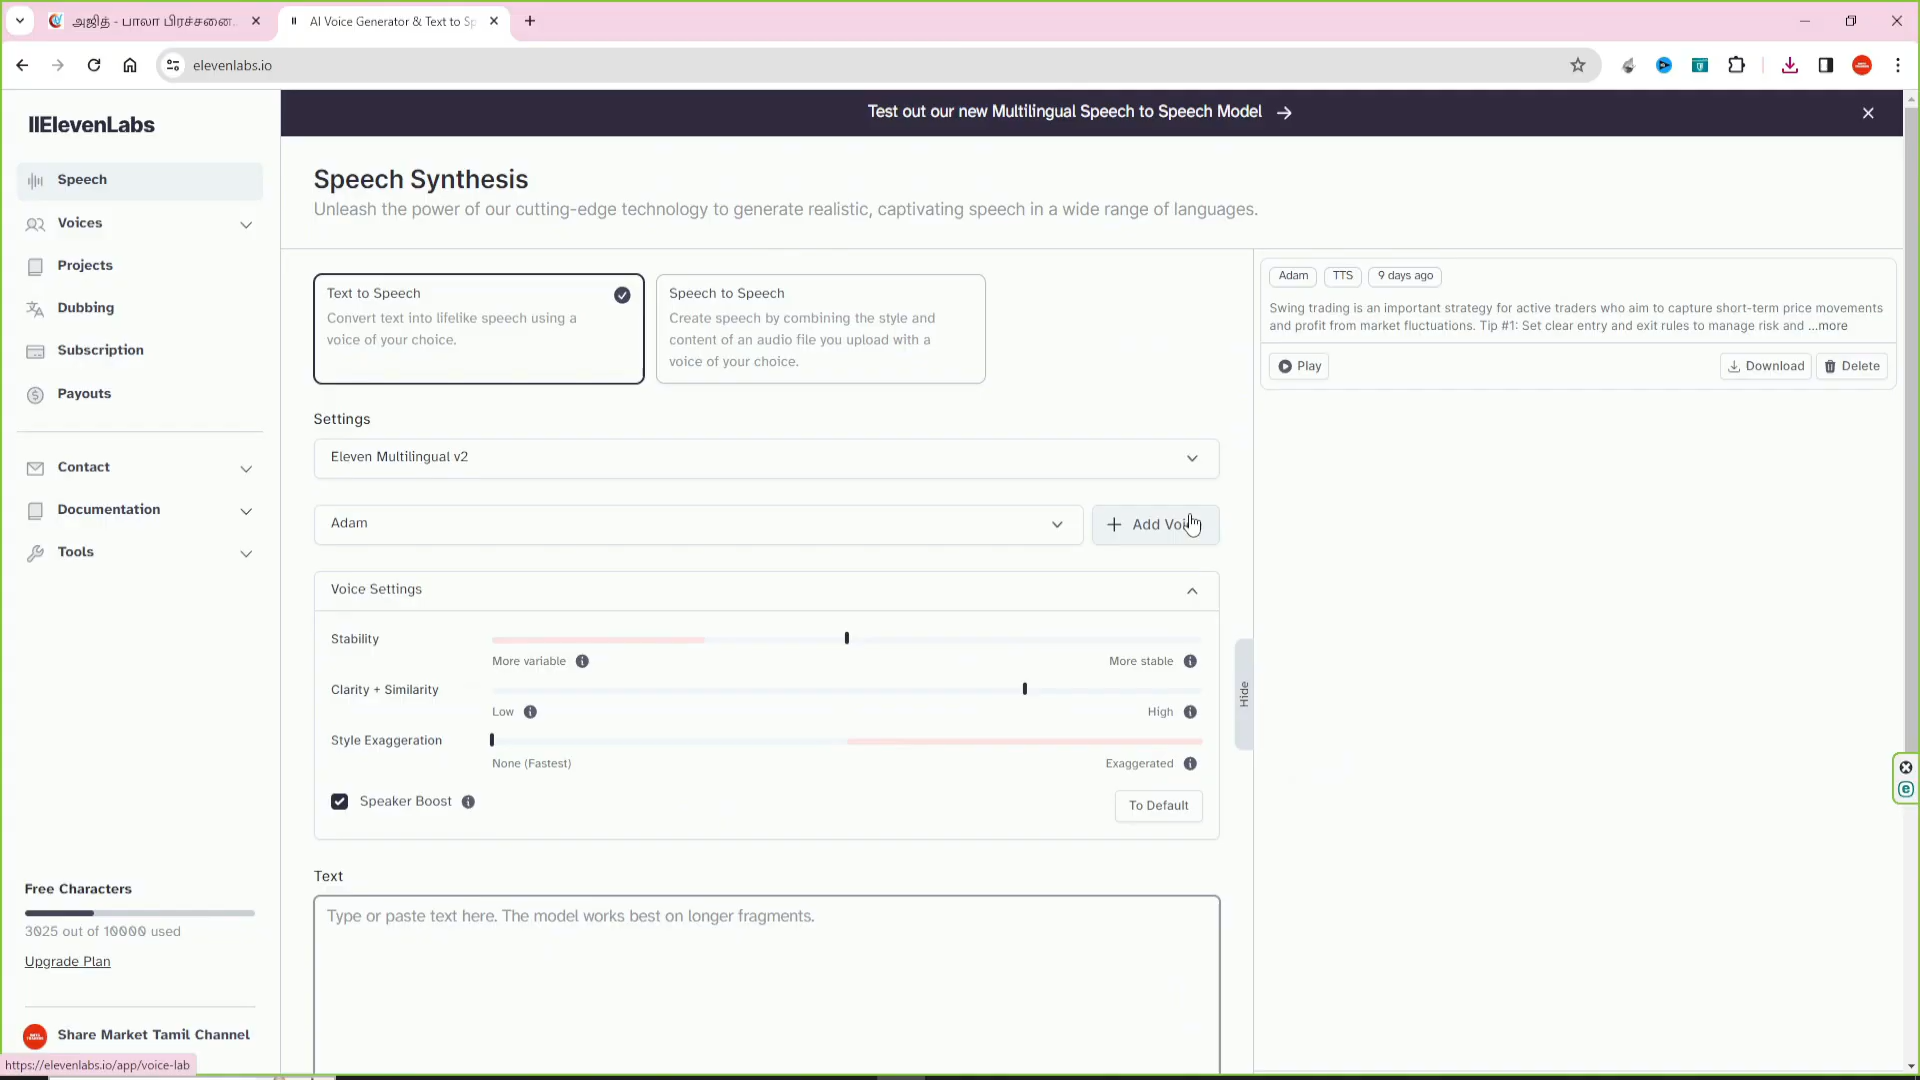 அஜித் - பாலா பிரச்சனை
AI Voice Generator & Text to Sp
elevenlabs.io
Test out our new Multilingual Speech to Speech Model
IIElevenLabs
Speech
Voices
Projects
Dubbing
Subscription
Payouts
Contact
Documentation
Tools
Free Characters
3025 out of 10000 used
Upgrade Plan
Share Market Tamil Channel
https://elevenlabs.io/app/voice-lab
Speech Synthesis
Unleash the power of our cutting-edge technology to generate realistic, captivating speech in a wide range of languages.
Text to Speech
Convert text into lifelike speech using a
voice of your choice.
Speech to Speech
Create speech by combining the style and
content of an audio file you upload with a
voice of your choice.
Settings
Eleven Multilingual v2
Adam
Add Voi
Voice Settings
Stability
More variable
More stable
Clarity + Similarity
Low
High
Style Exaggeration
None (Fastest)
Exaggerated
Speaker Boost
To Default
Text
Type or paste text here. The model works best on longer fragments.
Hide
Adam TTS 9 days ago
Swing trading is an important strategy for active traders who aim to capture short-term price movements
and profit from market fluctuations. Tip #1: Set clear entry and exit rules to manage risk and ...more
Play
Download
Delete